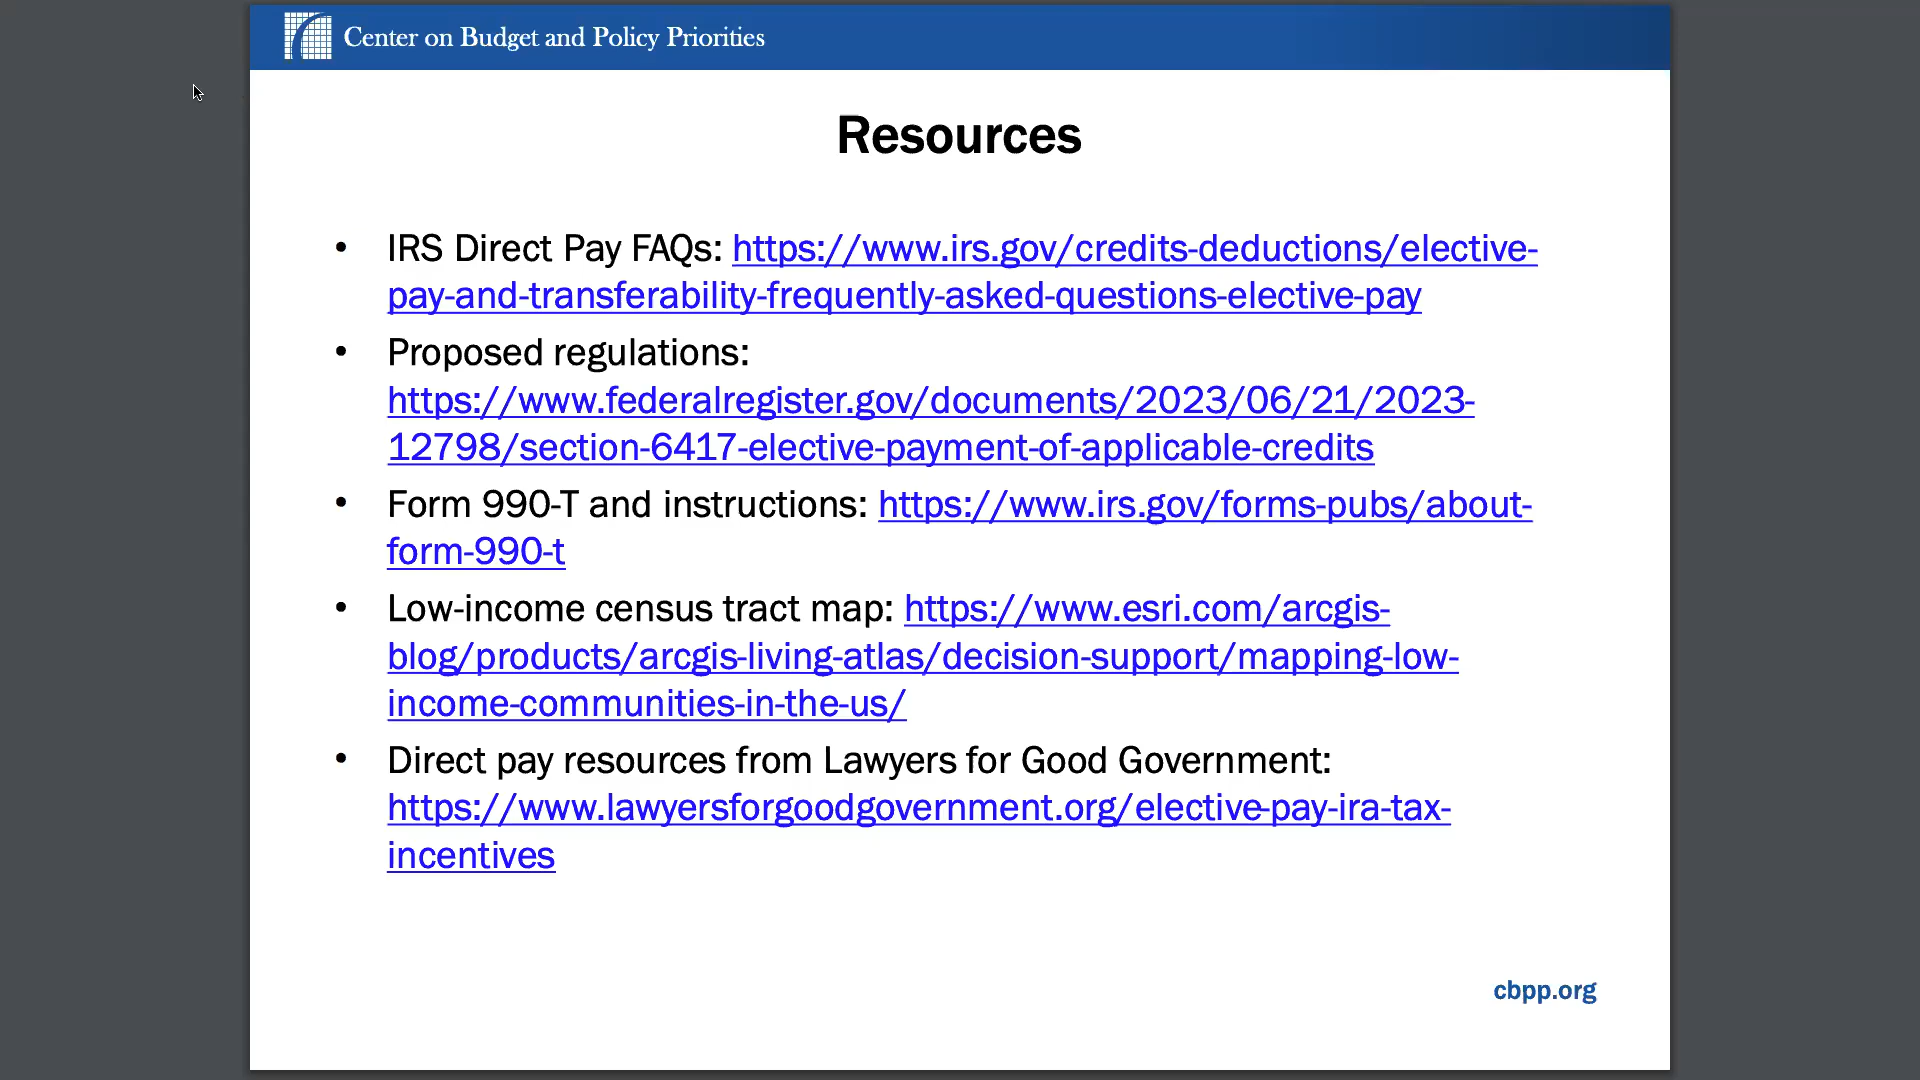 Center on Budget and Policy Priorities
Resources
• IRS Direct Pay FAQs: https://www.irs.gov/credits-deductions/elective-
pay-and-transferability-frequently-asked-questions-elective-pay
• Proposed regulations:
https://www.federalregister.gov/documents/2023/06/21/2023-
12798/section-6417-elective-payment-of-applicable-credits
• Form 990-T and instructions: https://www.irs.gov/forms-pubs/about-
form-990-t
• Low-income census tract map: https://www.esri.com/arcgis-
blog/products/arcgis-living-atlas/decision-support/mapping-low-
income-communities-in-the-us/
• Direct pay resources from Lawyers for Good Government:
https://www.lawyersforgoodgovernment.org/elective-pay-ira-tax-
incentives
cbpp.org